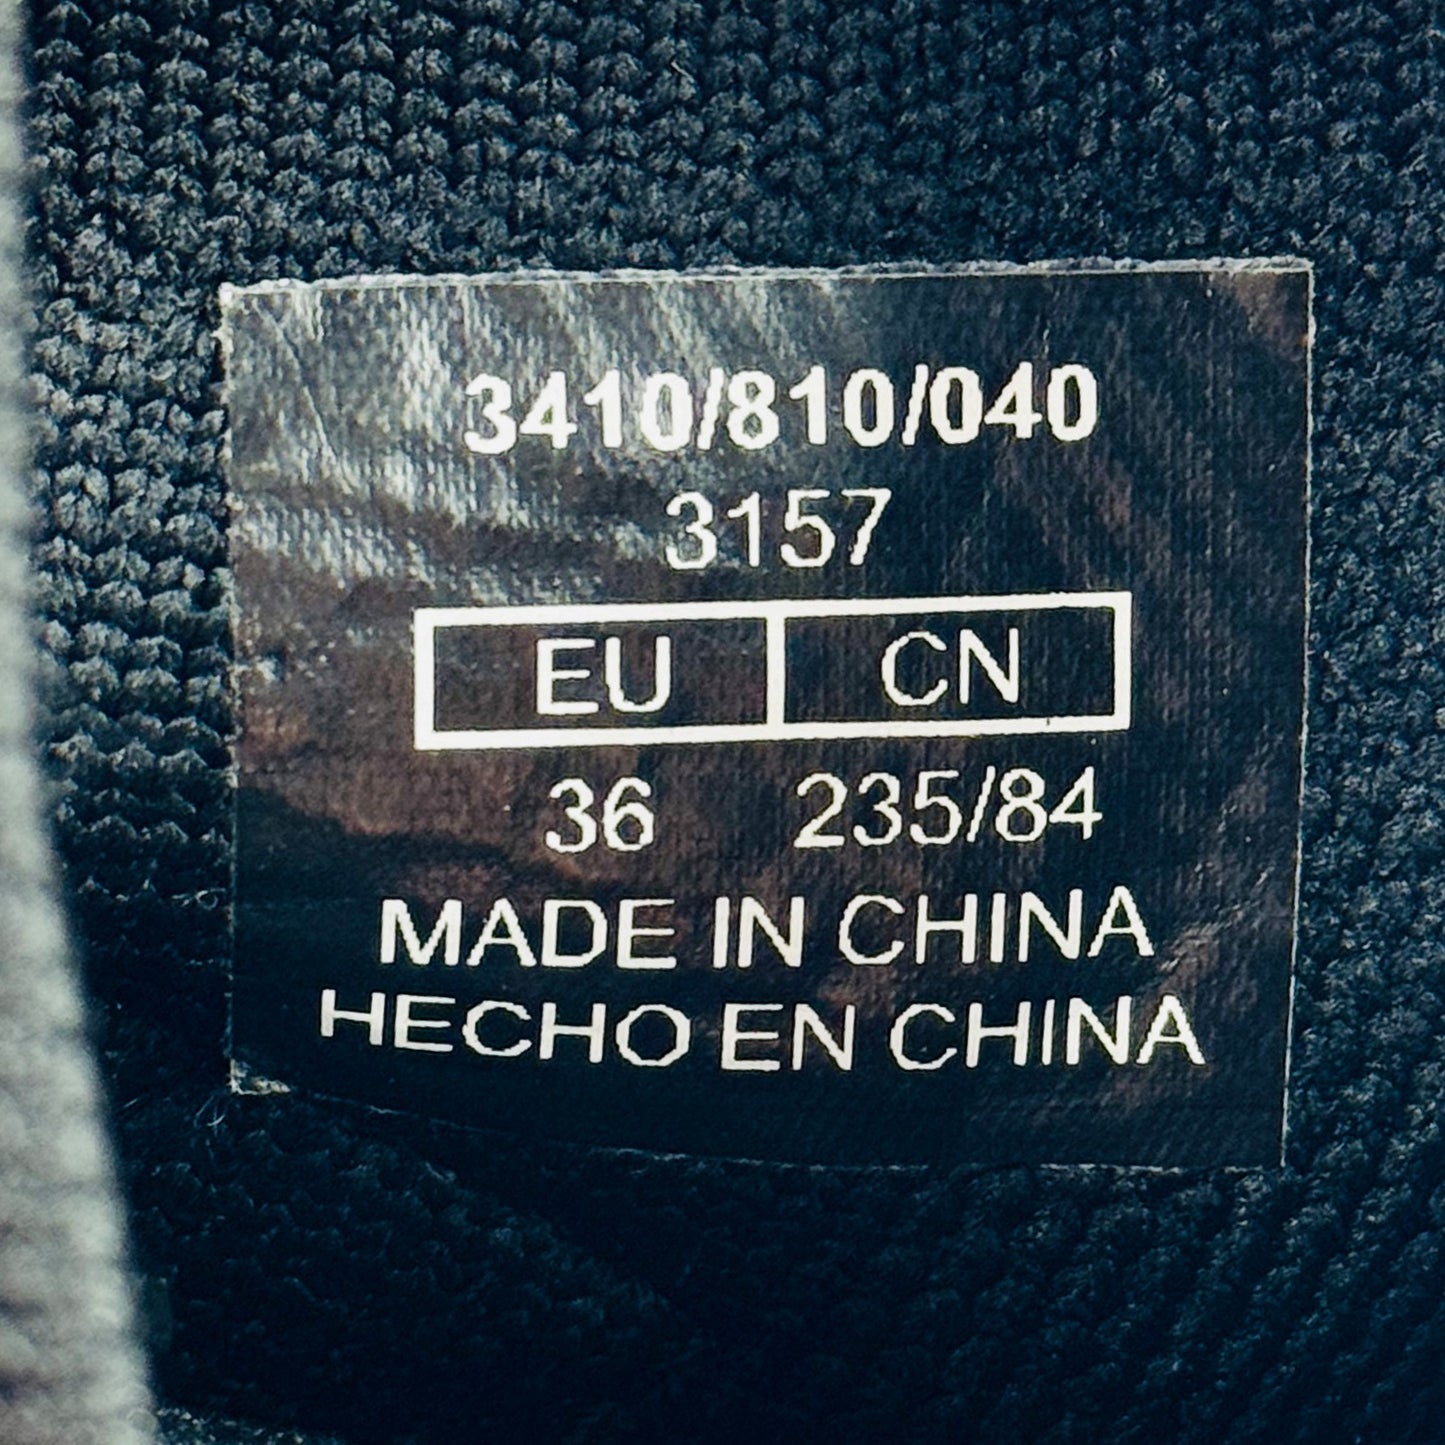 3410/810/040
3157
EU CN
36 235/84
MADE IN CHINA
HECHO EN CHINA